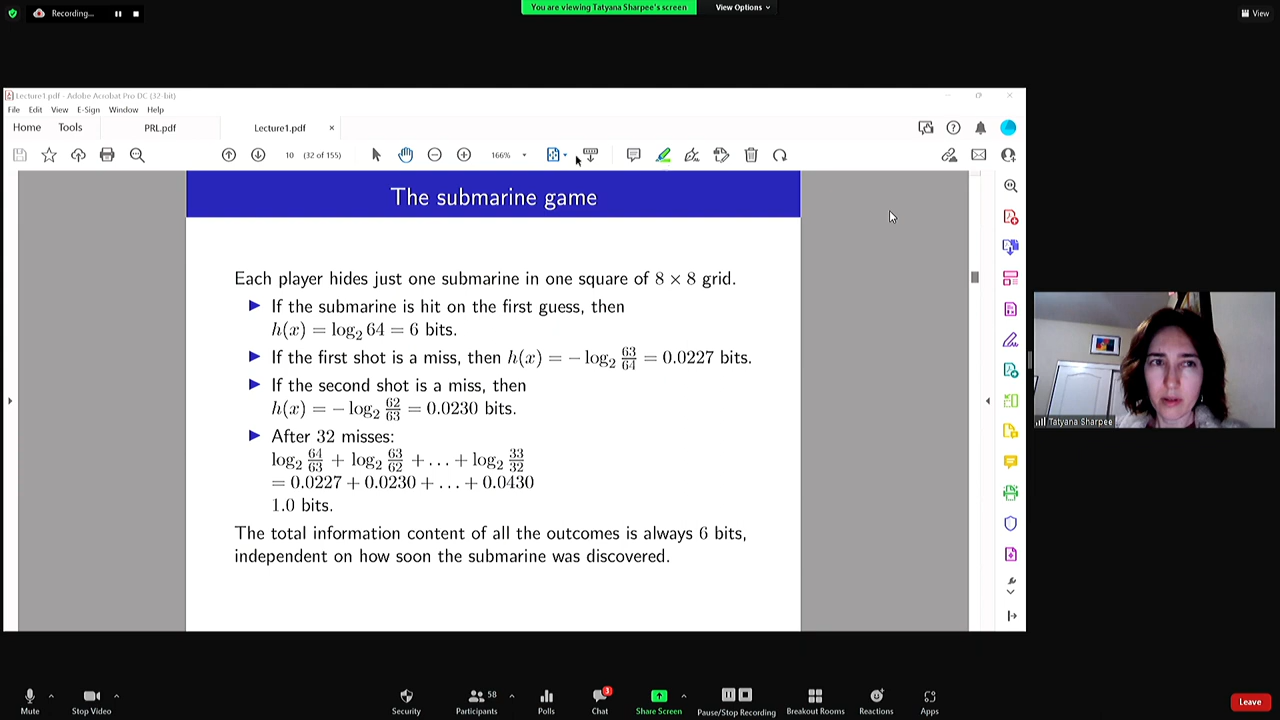 Recording...
You are viewing Tatyana Sharpee's screen
View Options
View
Lecture1.pdf - Adobe Acrobat Pro DC (32-bit)
File Edit View E-Sign Window Help
Home Tools PRL.pdf Lecture1.pdf ×
10 (32 of 155) 166%
The submarine game
Each player hides just one submarine in one square of 8 × 8 grid.
▶ If the submarine is hit on the first guess, then
h(x) = log₂ 64 = 6 bits.
▶ If the first shot is a miss, then h(x) = − log₂ 63/64 = 0.0227 bits.
▶ If the second shot is a miss, then
h(x) = − log₂ 62/63 = 0.0230 bits.
▶ After 32 misses:
log₂ 64/63 + log₂ 63/62 + . . . + log₂ 33/32
= 0.0227 + 0.0230 + . . . + 0.0430
1.0 bits.
The total information content of all the outcomes is always 6 bits,
independent on how soon the submarine was discovered.
Tatyana Sharpee
Mute Stop Video Security Participants 58 Polls Chat 3 Share Screen Pause/Stop Recording Breakout Rooms Reactions Apps Leave